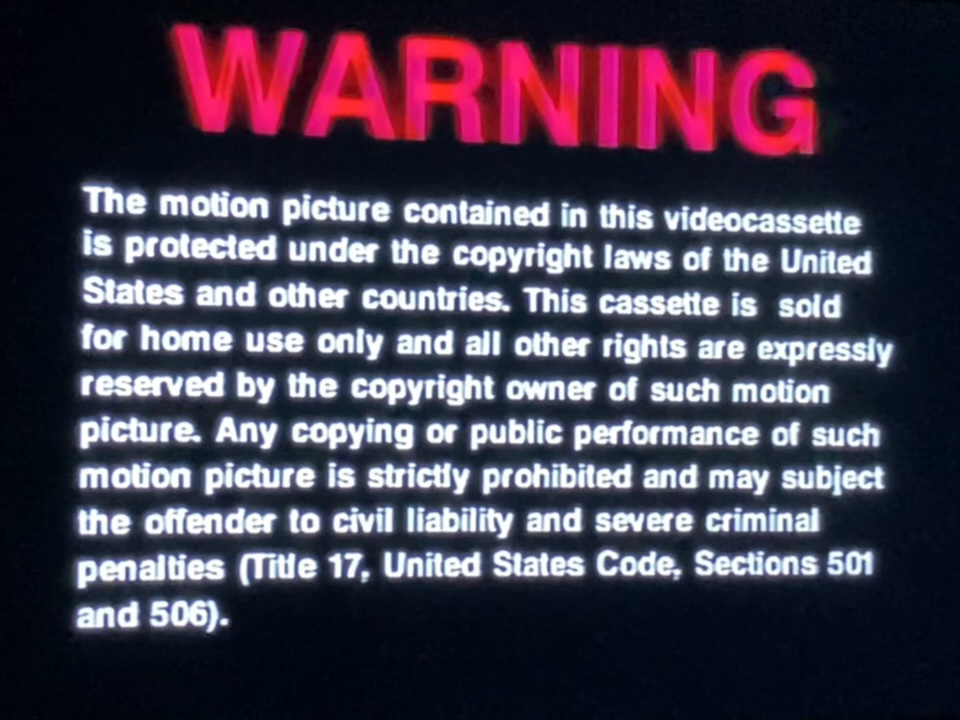 WARNING
The motion picture contained in this videocassette
is protected under the copyright laws of the United
States and other countries. This cassette is sold
for home use only and all other rights are expressly
reserved by the copyright owner of such motion
picture. Any copying or public performance of such
motion picture is strictly prohibited and may subject
the offender to civil liability and severe criminal
penalties (Title 17, United States Code, Sections 501
and 506).